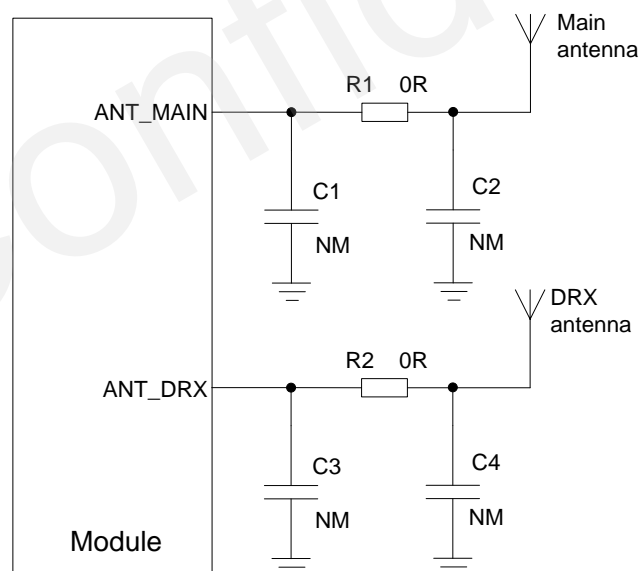 Main
antenna
R1 0R
ANT_MAIN
C1
C2
NM
NM
DRX
antenna
R2 0R
ANT_DRX
C3
C4
NM
NM
Module